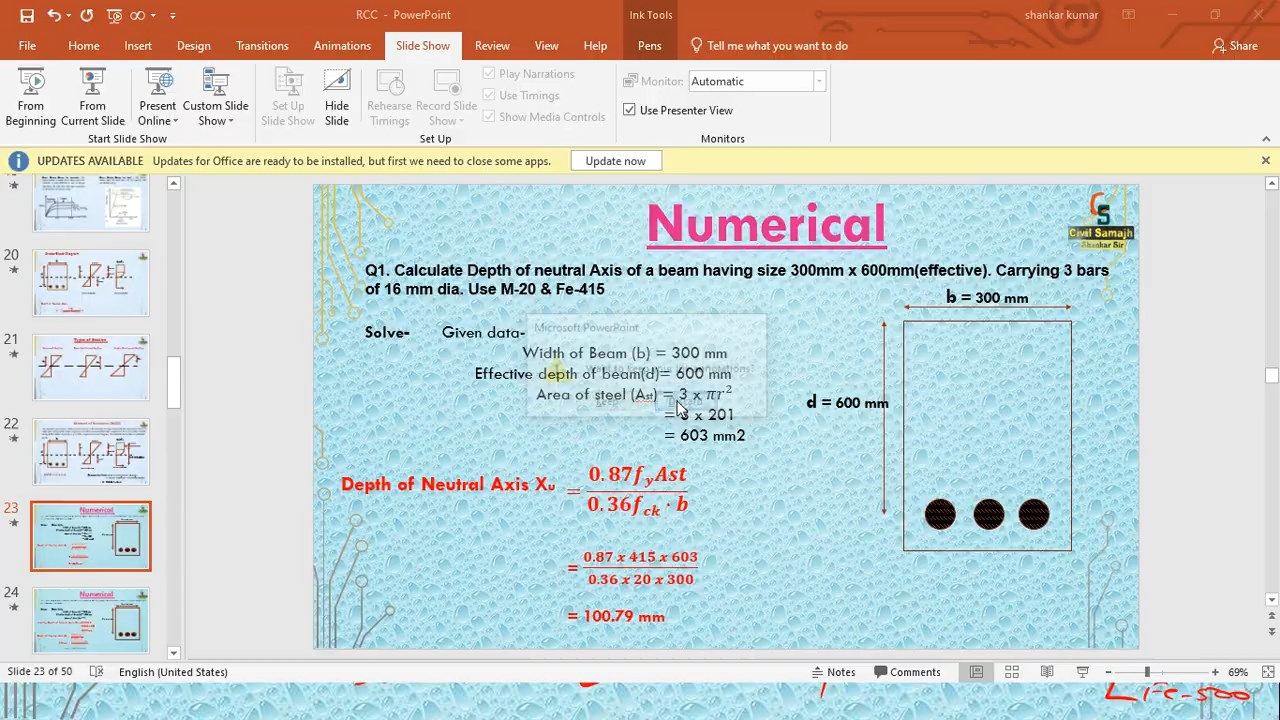 RCC - PowerPoint
Ink Tools
shankar kumar
File Home Insert Design Transitions Animations Slide Show Review View Help Pens Tell me what you want to do Share
From Beginning
From Current Slide
Present Online
Custom Slide Show
Set Up Slide Show
Hide Slide
Rehearse Timings
Record Slide Show
Play Narrations
Use Timings
Show Media Controls
Monitor: Automatic
Use Presenter View
Start Slide Show
Set Up
Monitors
UPDATES AVAILABLE Updates for Office are ready to be installed, but first we need to close some apps. Update now
20
21
22
23
24
Numerical
CS
Civil Samajh
Shankar Sir
Q1. Calculate Depth of neutral Axis of a beam having size 300mm x 600mm(effective). Carrying 3 bars
of 16 mm dia. Use M-20 & Fe-415
b = 300 mm
Solve- Given data-
Microsoft PowerPoint
Width of Beam (b) = 300 mm
Effective depth of beam(d)= 600 mm
Area of steel (Ast) = 3 x πr²
= 3 x 201
= 603 mm2
d = 600 mm
Depth of Neutral Axis Xu = 0.87fyAst
0.36fck · b
= 0.87 x 415 x 603
0.36 x 20 x 300
= 100.79 mm
Slide 23 of 50 English (United States) Notes Comments 69%